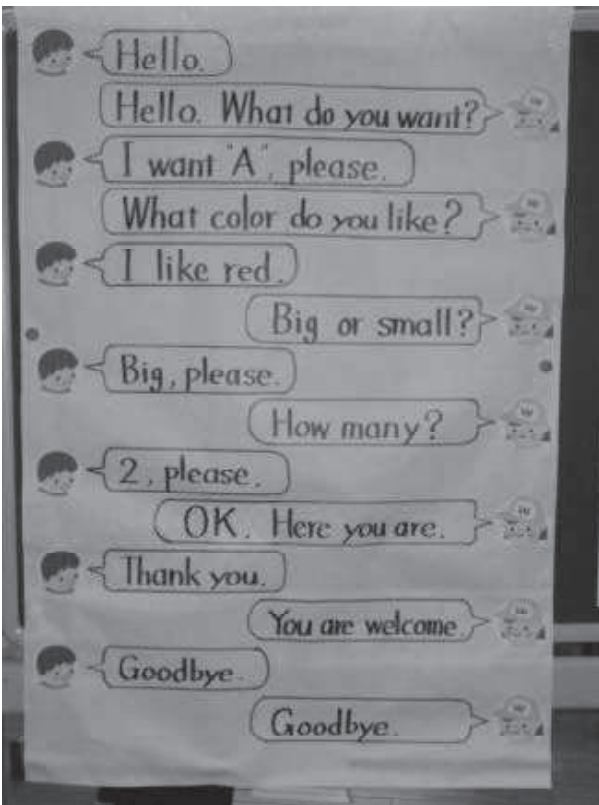 Hello.
Hello. What do you want?
I want "A", please.
What color do you like?
I like red.
Big or small?
Big, please.
How many?
2, please.
OK. Here you are.
Thank you.
You are welcome
Goodbye.
Goodbye.